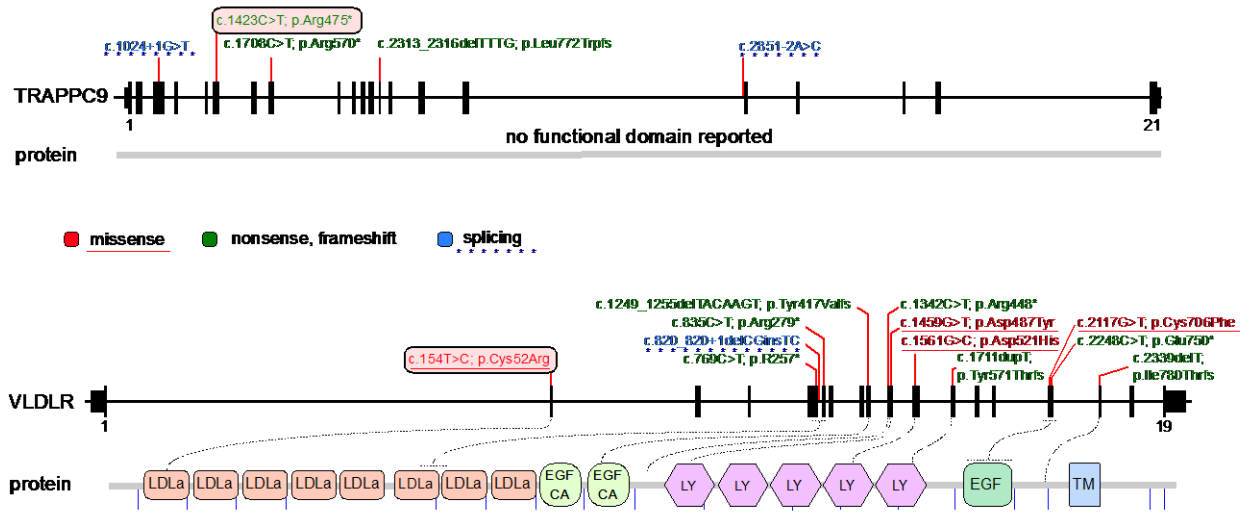 c.1423C>T; p.Arg475*
c.1024+1G>T
c.1708C>T; p.Arg570*
c.2313_2316delTTTG; p.Leu772Trpfs
c.2851-2A>C
TRAPPC9
1
21
no functional domain reported
protein
missense
nonsense, frameshift
splicing
c.1249_1255delTACAAGT; p.Tyr417Valfs
c.1342C>T; p.Arg448*
c.835C>T; p.Arg279*
c.1459G>T; p.Asp487Tyr
c.2117G>T; p.Cys706Phe
c.820_820+1delCGinsTC
c.1561G>C; p.Asp521His
c.2248C>T; p.Glu750*
c.154T>C; p.Cys52Arg
c.769C>T; p.R257*
c.1711dupT;
p.Tyr571Thrfs
c.2339delT;
p.Ile780Thrfs
VLDLR
1
19
protein
LDLa LDLa LDLa LDLa LDLa LDLa LDLa LDLa EGF CA EGF CA LY LY LY LY LY EGF TM